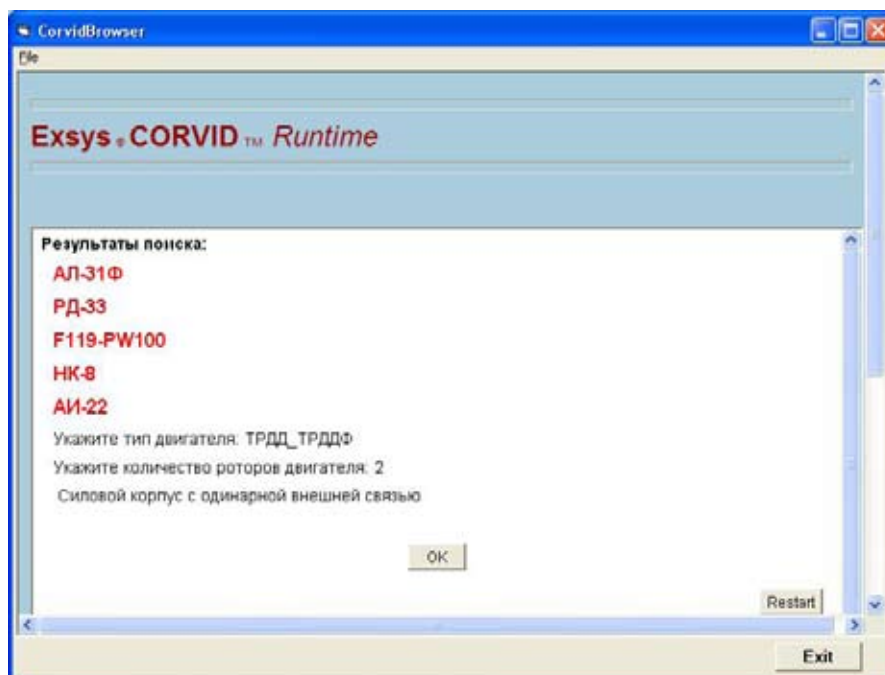 CorvidBrowser
File
Exsys ® CORVID TM Runtime
Результаты поиска:
АЛ-31Ф
РД-33
F119-PW100
НК-8
АИ-22
Укажите тип двигателя: ТРДД_ТРДДФ
Укажите количество роторов двигателя: 2
Силовой корпус с одинарной внешней связью
OK
Restart
Exit